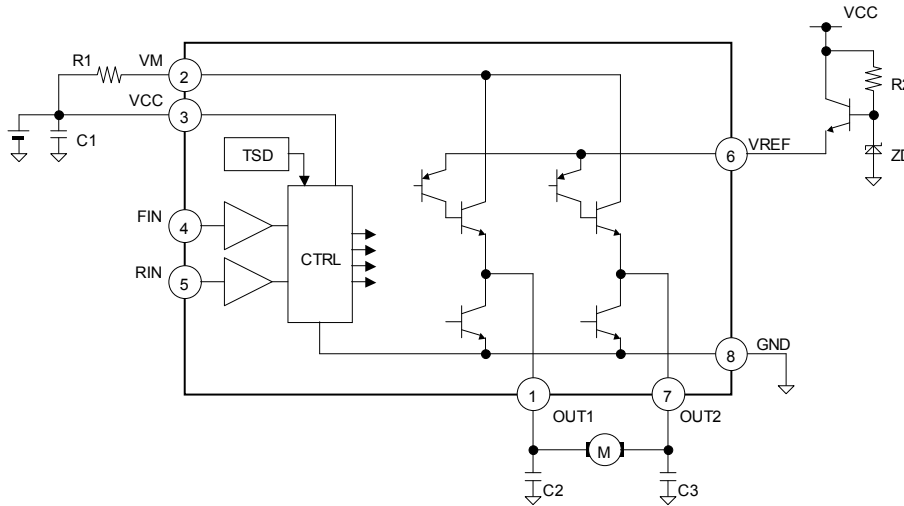 VCC
R1
VM
2
R2
VCC
3
C1
TSD
6
VREF
ZD
FIN
4
CTRL
RIN
5
8
GND
1
7
OUT1
OUT2
M
C2
C3